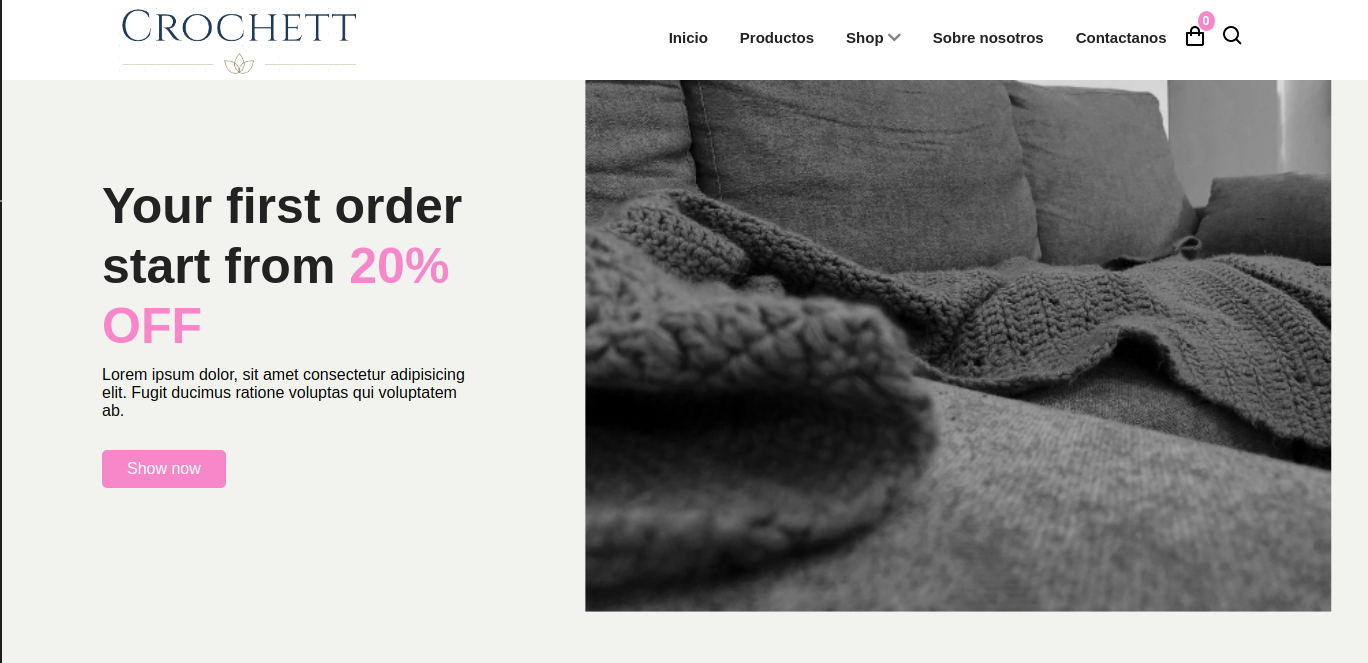 CROCHETT
Inicio Productos Shop Sobre nosotros Contactanos 0
Your first order
start from 20%
OFF
Lorem ipsum dolor, sit amet consectetur adipisicing
elit. Fugit ducimus ratione voluptas qui voluptatem
ab.
Show now